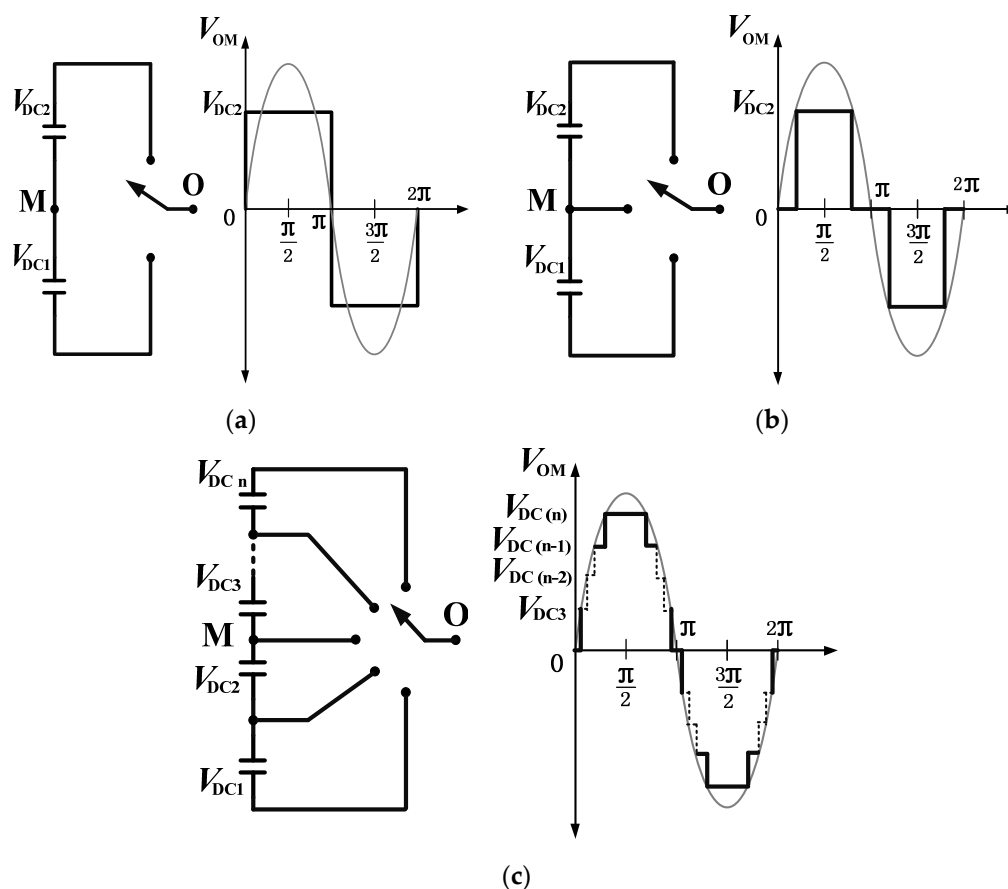 V_OM
V_DC2
V_DC2
M
O
V_DC1
0
π/2
π
3π/2
2π
(a)
V_OM
V_DC2
V_DC2
M
O
V_DC1
0
π/2
π
3π/2
2π
(b)
V_DC n
V_DC3
M
O
V_DC2
V_DC1
V_OM
V_DC (n)
V_DC (n-1)
V_DC (n-2)
V_DC3
0
π/2
π
3π/2
2π
(c)